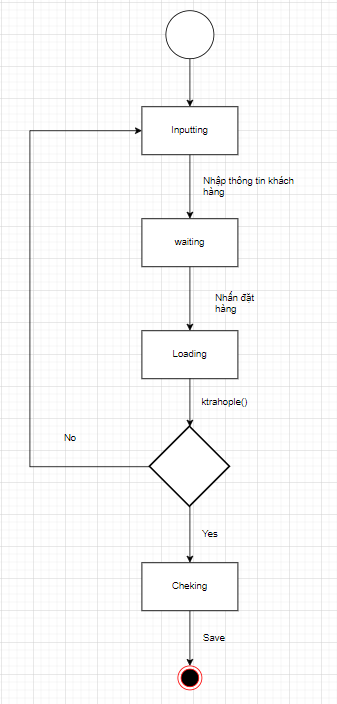 Inputting
Nhập thông tin khách
hàng
waiting
Nhấn đặt
hàng
Loading
ktrahople()
No
Yes
Cheking
Save